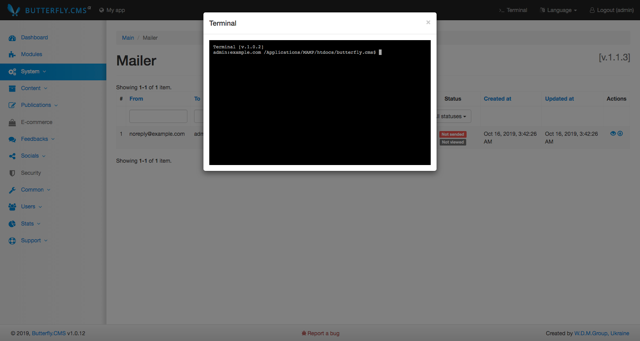 BUTTERFLY.CMS
My app
Terminal
Language
Logout (admin)
Terminal
×
Terminal [v.1.0.2]
admin:example.com /Applications/MAMP/htdocs/butterfly.cms$
Dashboard
Modules
System
Content
Publications
E-commerce
Feedbacks
Socials
Security
Common
Users
Stats
Support
Main / Mailer
Mailer
[v.1.1.3]
Showing 1-1 of 1 item.
# From To Status Created at Updated at Actions
statuses
1 noreply@example.com Not sended Not viewed Oct 16, 2019, 3:42:26 AM Oct 16, 2019, 3:42:26 AM
Showing 1-1 of 1 item.
© 2019, Butterfly.CMS v1.0.12
Report a bug
Created by W.D.M.Group, Ukraine